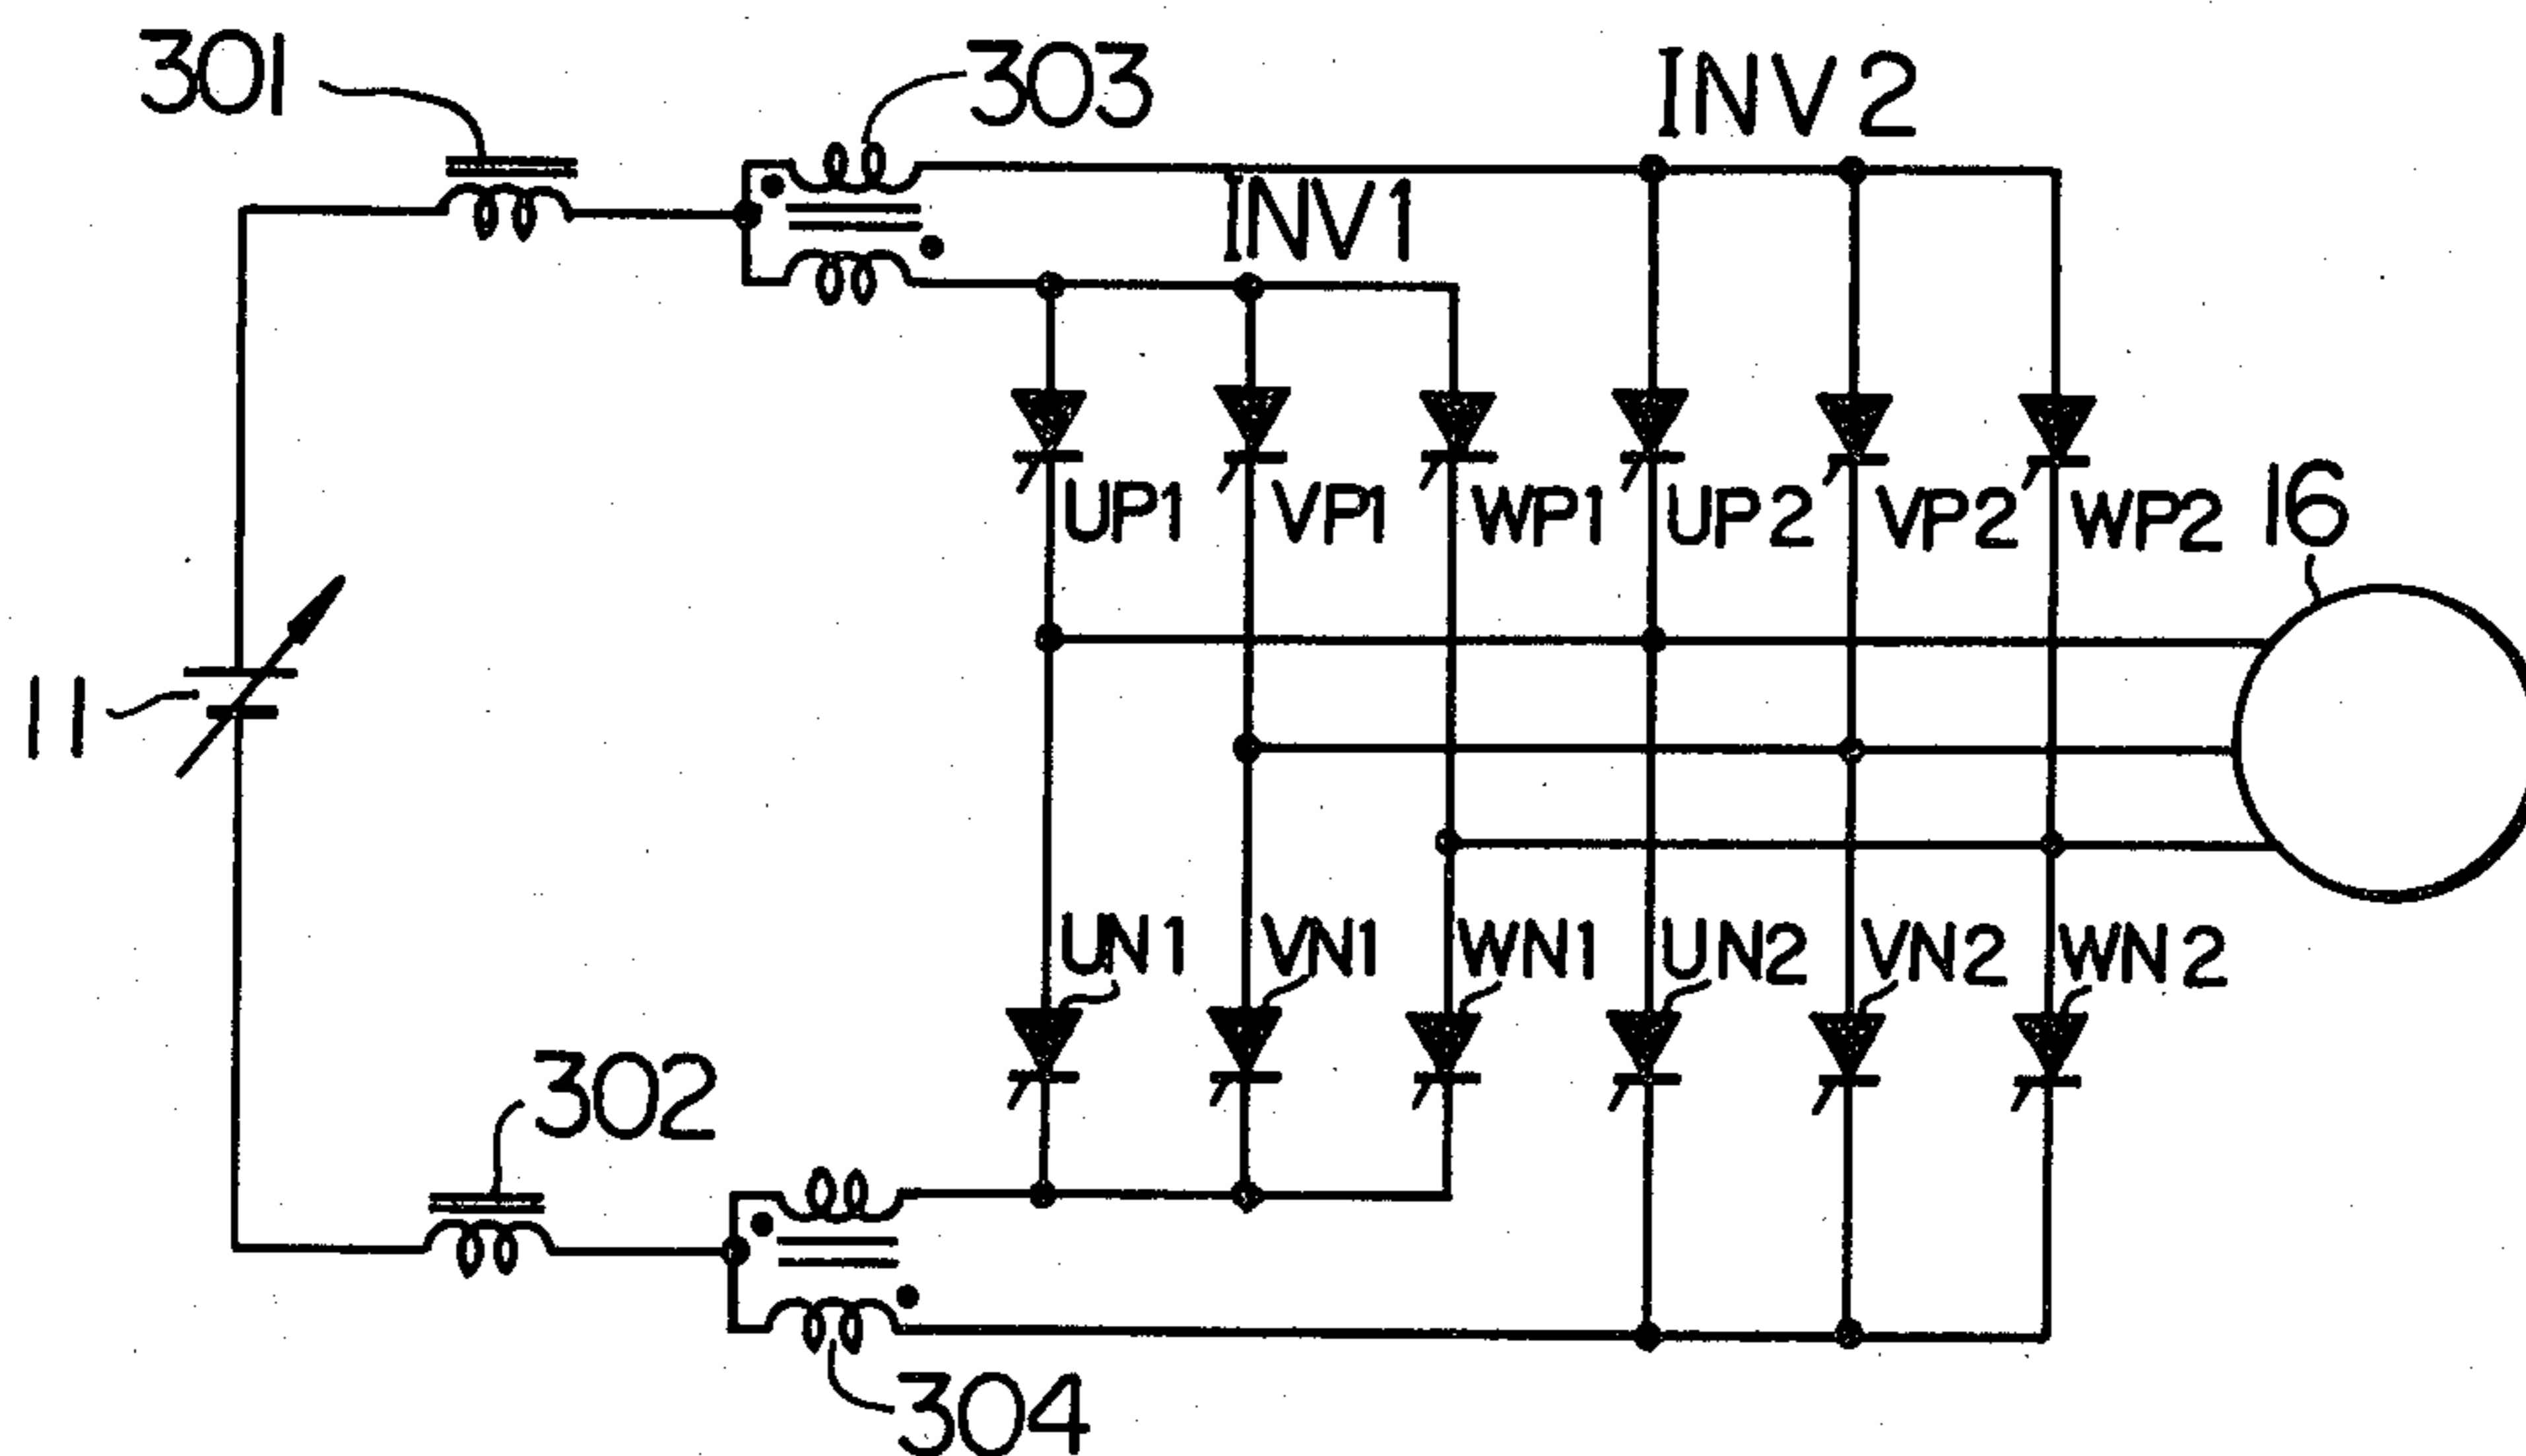 301
303
INV2
INV1
UP1
VP1
WP1
UP2
VP2
WP2
16
11
UN1
VN1
WN1
UN2
VN2
WN2
302
304